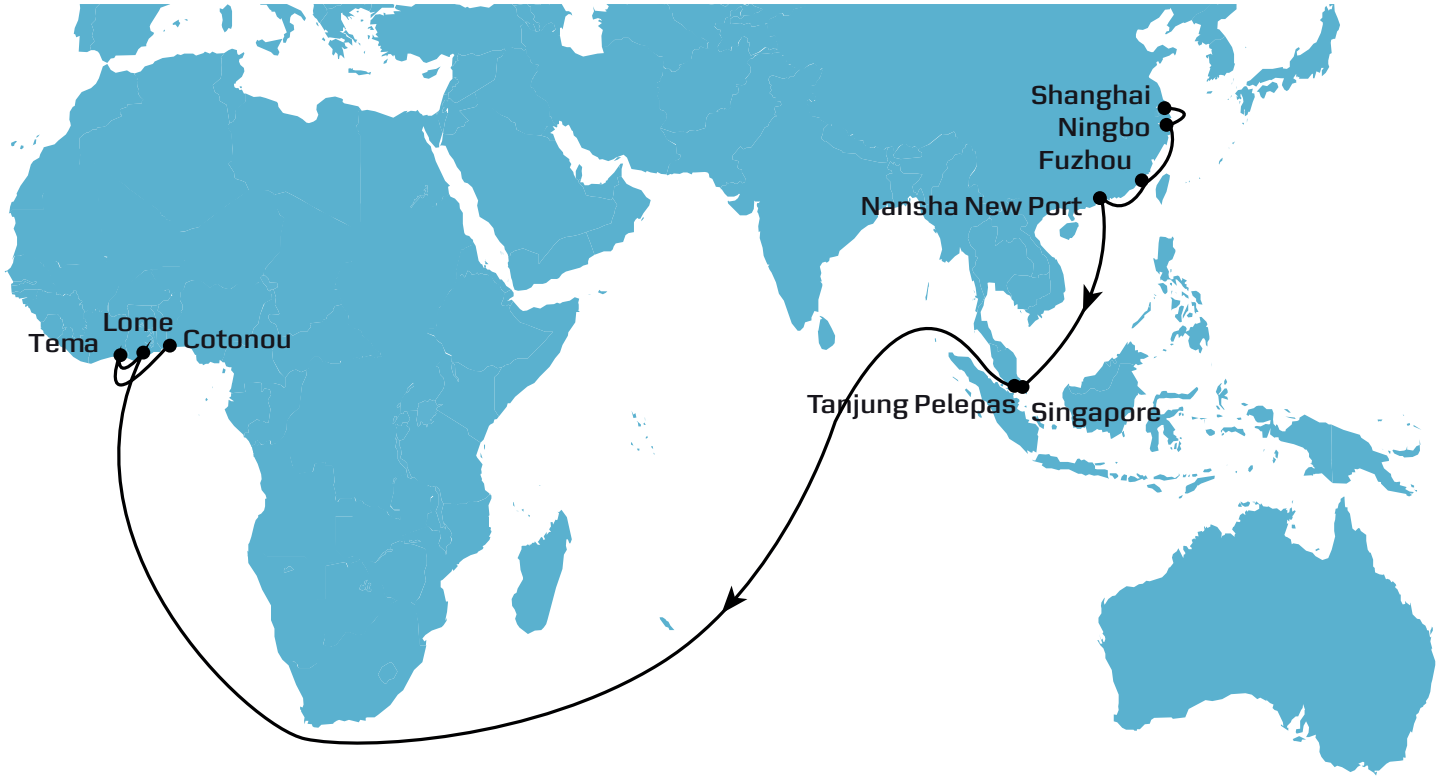 Shanghai
Ningbo
Fuzhou
Nansha New Port
Lome
Tema
Cotonou
Tanjung Pelepas
Singapore